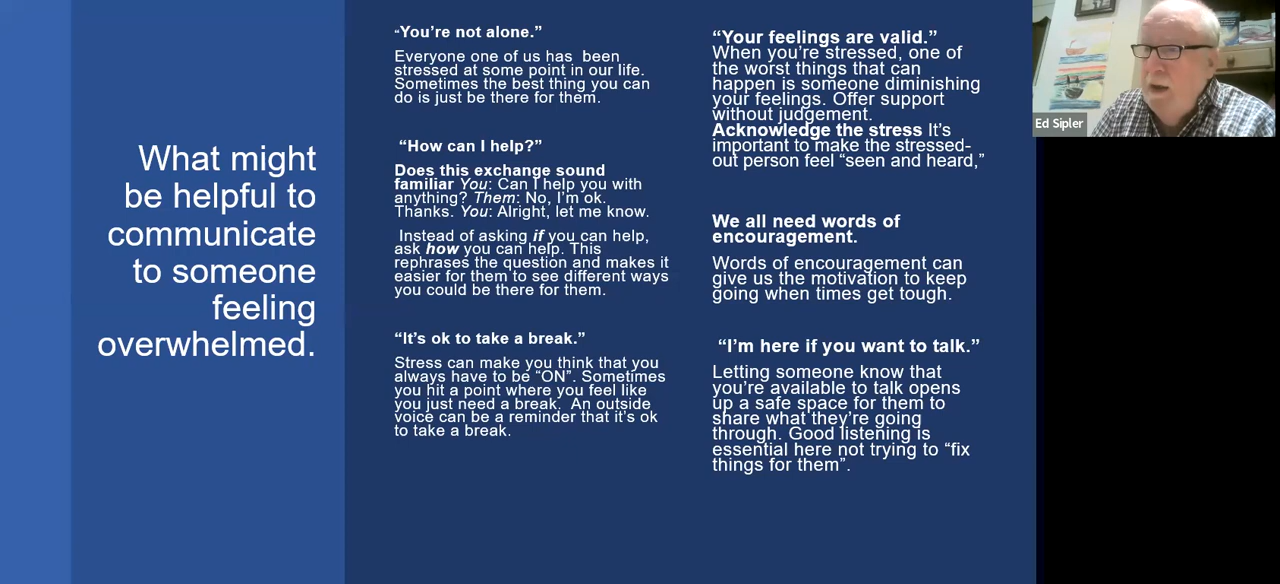 What might
be helpful to
communicate
to someone
feeling
overwhelmed.
“You’re not alone.”
Everyone one of us has  been
stressed at some point in our life.
Sometimes the best thing you can
do is just be there for them.
“How can I help?”
Does this exchange sound
familiar You: Can I help you with
anything? Them: No, I’m ok.
Thanks. You: Alright, let me know.
Instead of asking if you can help,
ask how you can help. This
rephrases the question and makes it
easier for them to see different ways
you could be there for them.
“It’s ok to take a break.”
Stress can make you think that you
always have to be “ON”. Sometimes
you hit a point where you feel like
you just need a break.  An outside
voice can be a reminder that it’s ok
to take a break.
“Your feelings are valid.”
When you’re stressed, one of
the worst things that can
happen is someone diminishing
your feelings. Offer support
without judgement.
Acknowledge the stress It’s
important to make the stressed-
out person feel “seen and heard,”
We all need words of
encouragement.
Words of encouragement can
give us the motivation to keep
going when times get tough.
“I’m here if you want to talk.”
Letting someone know that
you’re available to talk opens
up a safe space for them to
share what they’re going
through. Good listening is
essential here not trying to “fix
things for them”.
Ed Sipler